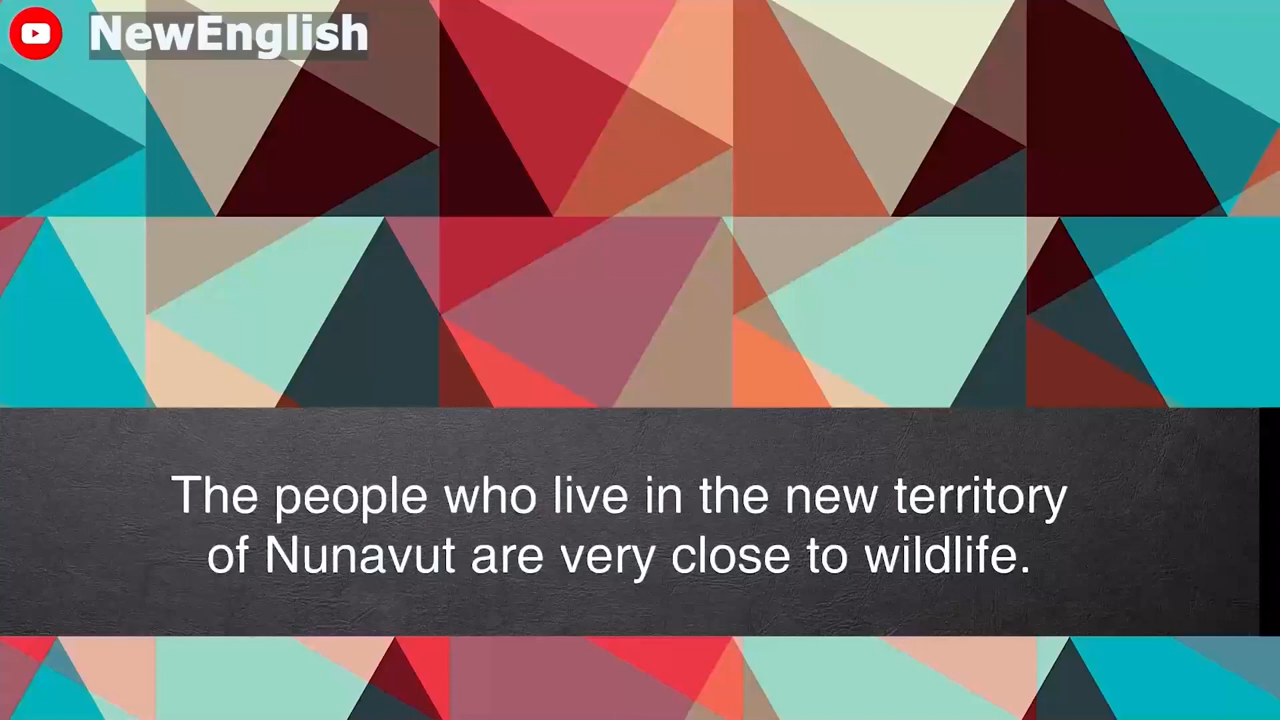 NewEnglish
The people who live in the new territory
of Nunavut are very close to wildlife.